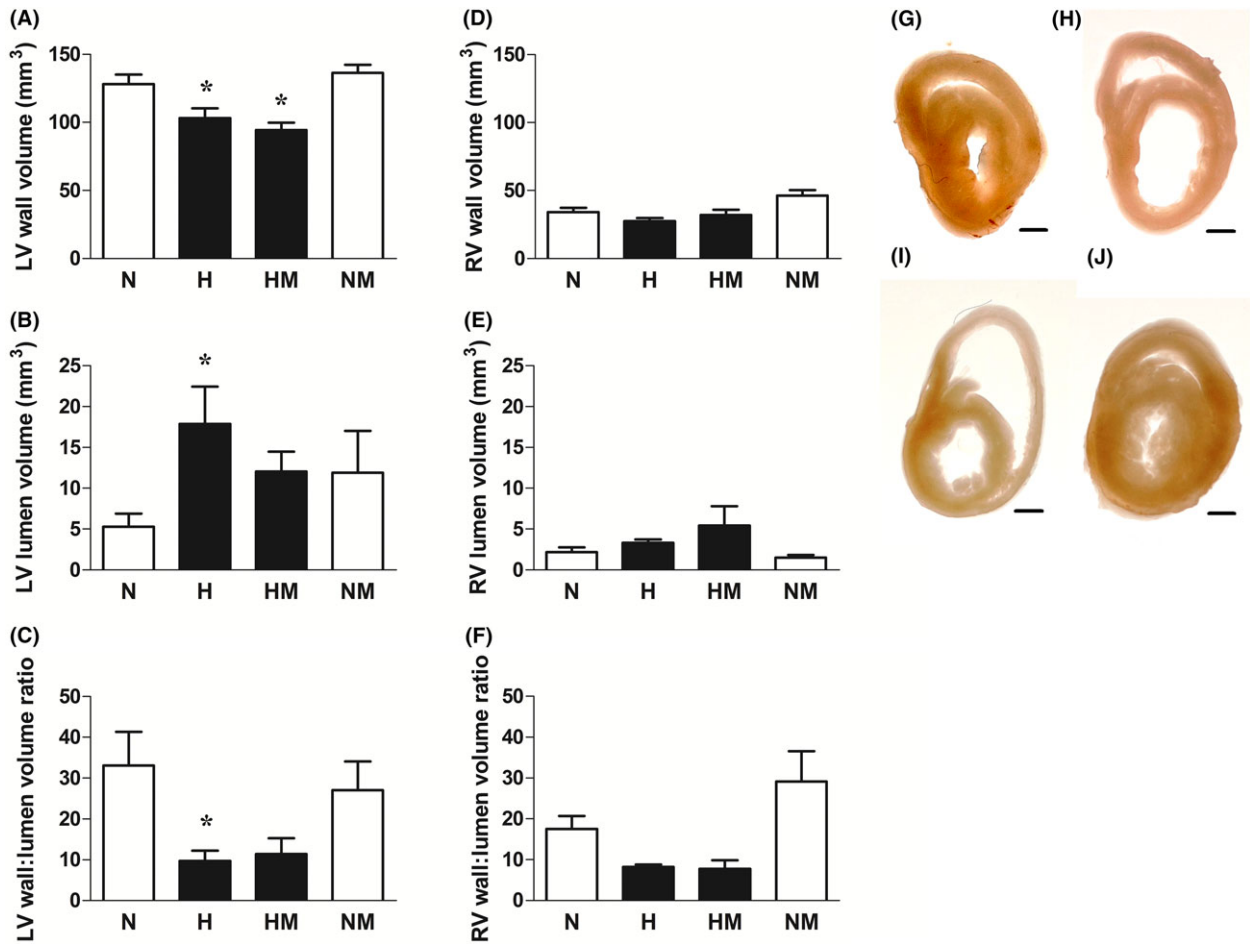 (A)
LV wall volume (mm3)
150
100
50
0
* *
N H HM NM
(B)
LV lumen volume (mm3)
25
20
15
10
5
0
*
N H HM NM
(C)
LV wall:lumen volume ratio
50
40
30
20
10
0
*
N H HM NM
(D)
RV wall volume (mm3)
150
100
50
0
N H HM NM
(E)
RV lumen volume (mm3)
25
20
15
10
5
0
N H HM NM
(F)
RV wall:lumen volume ratio
50
40
30
20
10
0
N H HM NM
(G)
(H)
(I)
(J)